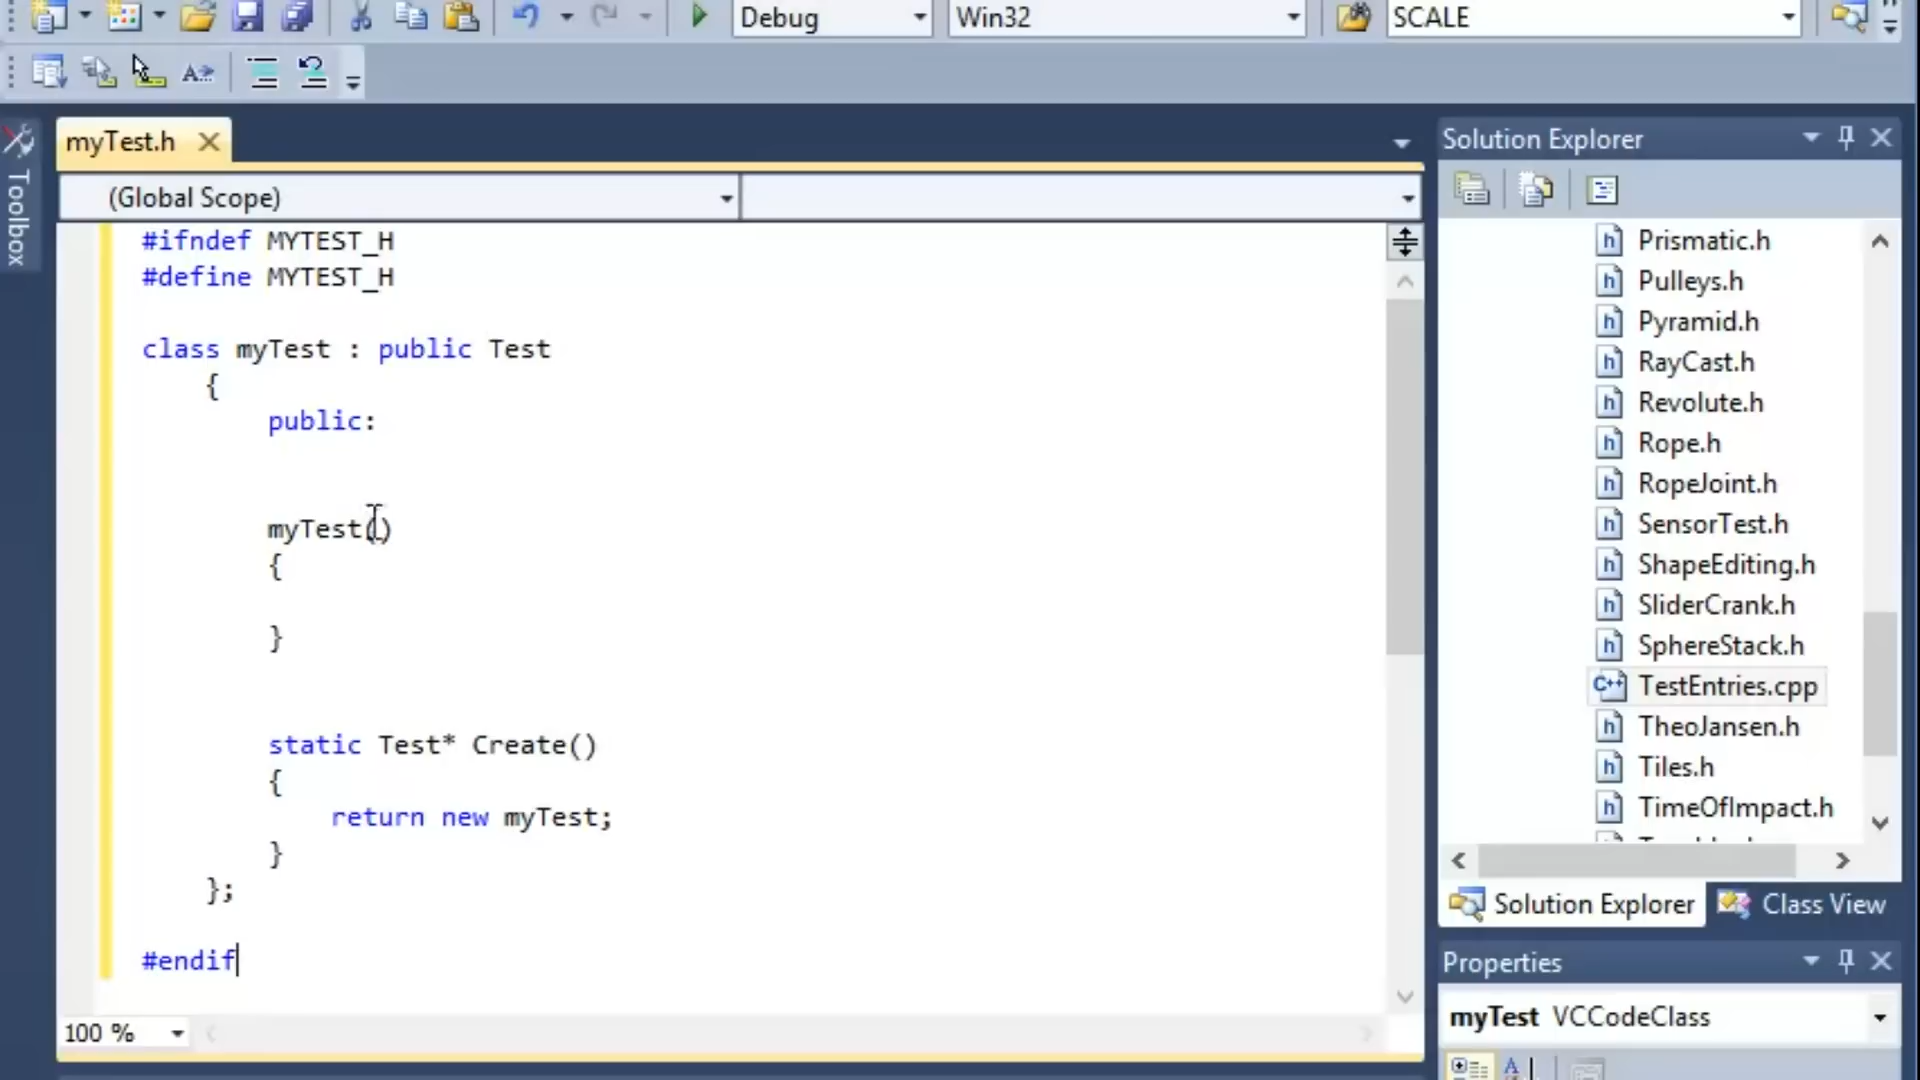 Debug
Win32
SCALE
Toolbox
myTest.h
(Global Scope)
#ifndef MYTEST_H
#define MYTEST_H
class myTest : public Test
{
public:
myTest()
{
}
static Test* Create()
{
return new myTest;
}
};
#endif
100 %
Solution Explorer
Prismatic.h
Pulleys.h
Pyramid.h
RayCast.h
Revolute.h
Rope.h
RopeJoint.h
SensorTest.h
ShapeEditing.h
SliderCrank.h
SphereStack.h
TestEntries.cpp
TheoJansen.h
Tiles.h
TimeOfImpact.h
Solution Explorer
Class View
Properties
myTest VCCodeClass